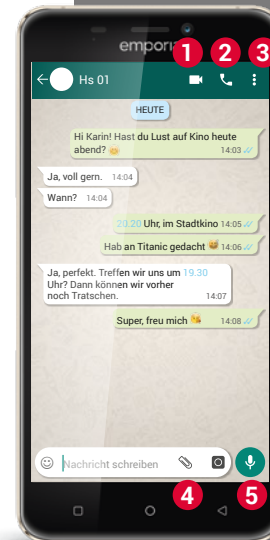 emporia
1 2 3
Hs 01
HEUTE
Hi Karin! Hast du Lust auf Kino heute
abend? 14:03
Ja, voll gern. 14:04
Wann? 14:04
20.20 Uhr, im Stadtkino 14:05
Hab an Titanic gedacht 14:06
Ja, perfekt. Treffen wir uns um 19.30
Uhr? Dann können wir vorher
noch Tratschen. 14:07
Super, freu mich 14:08
Nachricht schreiben
4 5